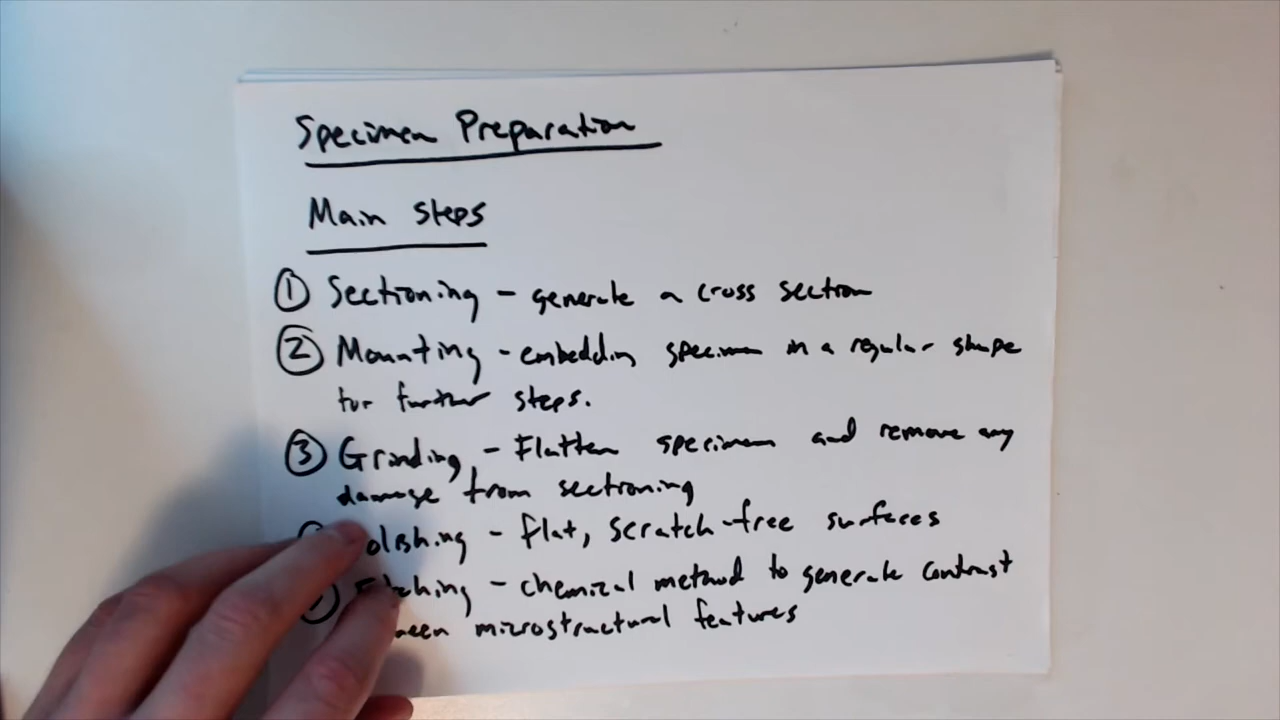 Specimen Preparation
Main Steps
① Sectioning - generate a cross section
② Mounting - embedding specimen in a regular shape
for further steps.
③ Grinding, - Flatten specimen and remove any
damage from sectioning
olishing - flat, scratch-free surfaces
- chemical method to generate contrast
microstructural features